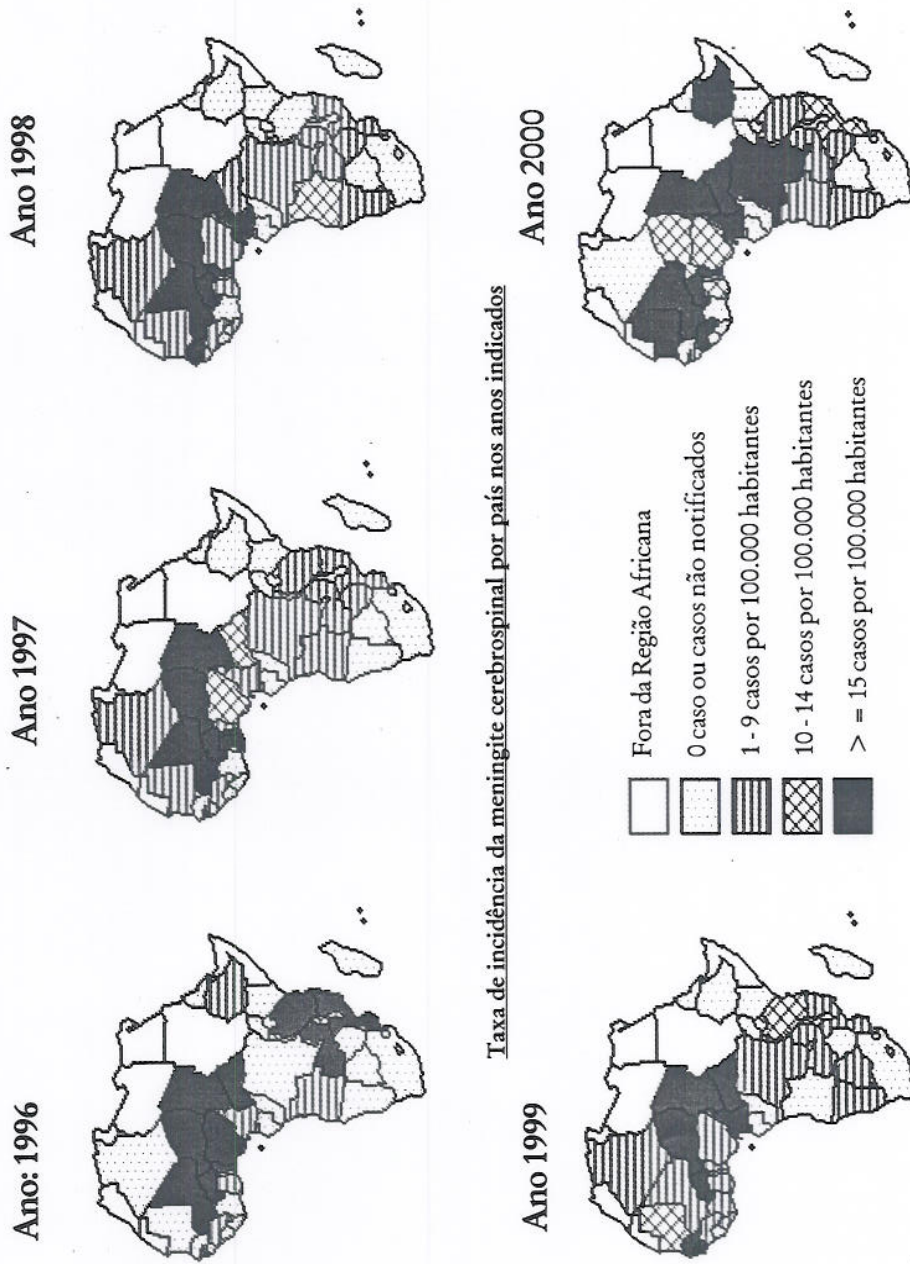 Ano: 1996
Ano 1997
Ano 1998
Taxa de incidência da meningite cerebrospinal por país nos anos indicados
Ano 1999
Fora da Região Africana
0 caso ou casos não notificados
1 - 9 casos por 100.000 habitantes
10 - 14 casos por 100.000 habitantes
> = 15 casos por 100.000 habitantes
Ano 2000